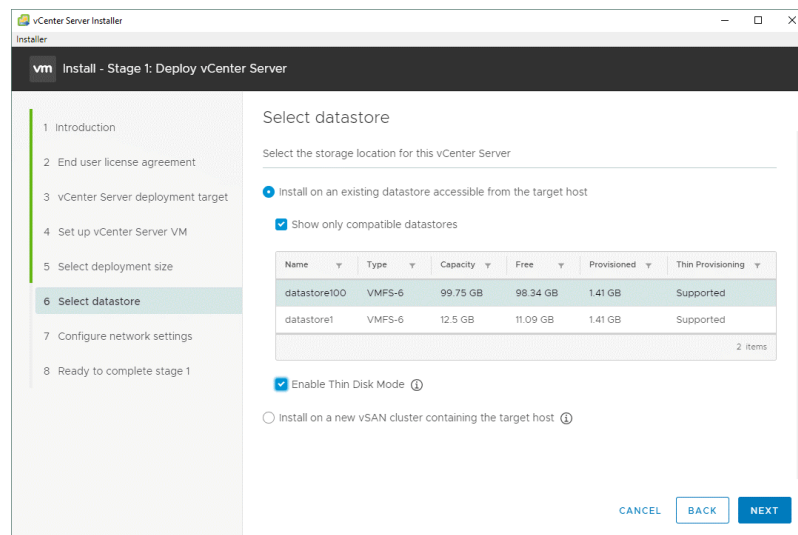 vCenter Server Installer
Installer
vm Install - Stage 1: Deploy vCenter Server
1 Introduction
2 End user license agreement
3 vCenter Server deployment target
4 Set up vCenter Server VM
5 Select deployment size
6 Select datastore
7 Configure network settings
8 Ready to complete stage 1
Select datastore
Select the storage location for this vCenter Server
Install on an existing datastore accessible from the target host
Show only compatible datastores
Name Type Capacity Free Provisioned Thin Provisioning
datastore100 VMFS-6 99.75 GB 98.34 GB 1.41 GB Supported
datastore1 VMFS-6 12.5 GB 11.09 GB 1.41 GB Supported
2 items
Enable Thin Disk Mode
Install on a new vSAN cluster containing the target host
CANCEL BACK NEXT